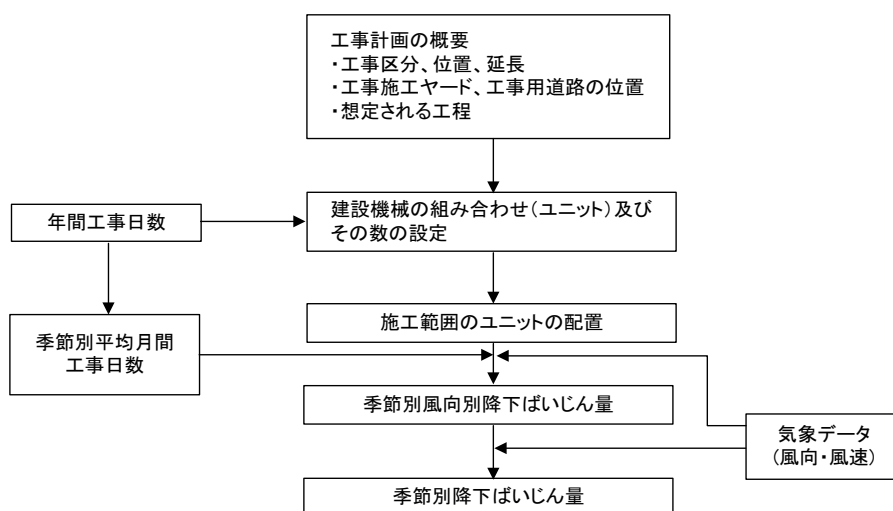 工事計画の概要
・工事区分、位置、延長
・工事施工ヤード、工事用道路の位置
・想定される工程
年間工事日数
建設機械の組み合わせ(ユニット)及び
その数の設定
施工範囲のユニットの配置
季節別平均月間
工事日数
季節別風向別降下ばいじん量
気象データ
(風向・風速)
季節別降下ばいじん量